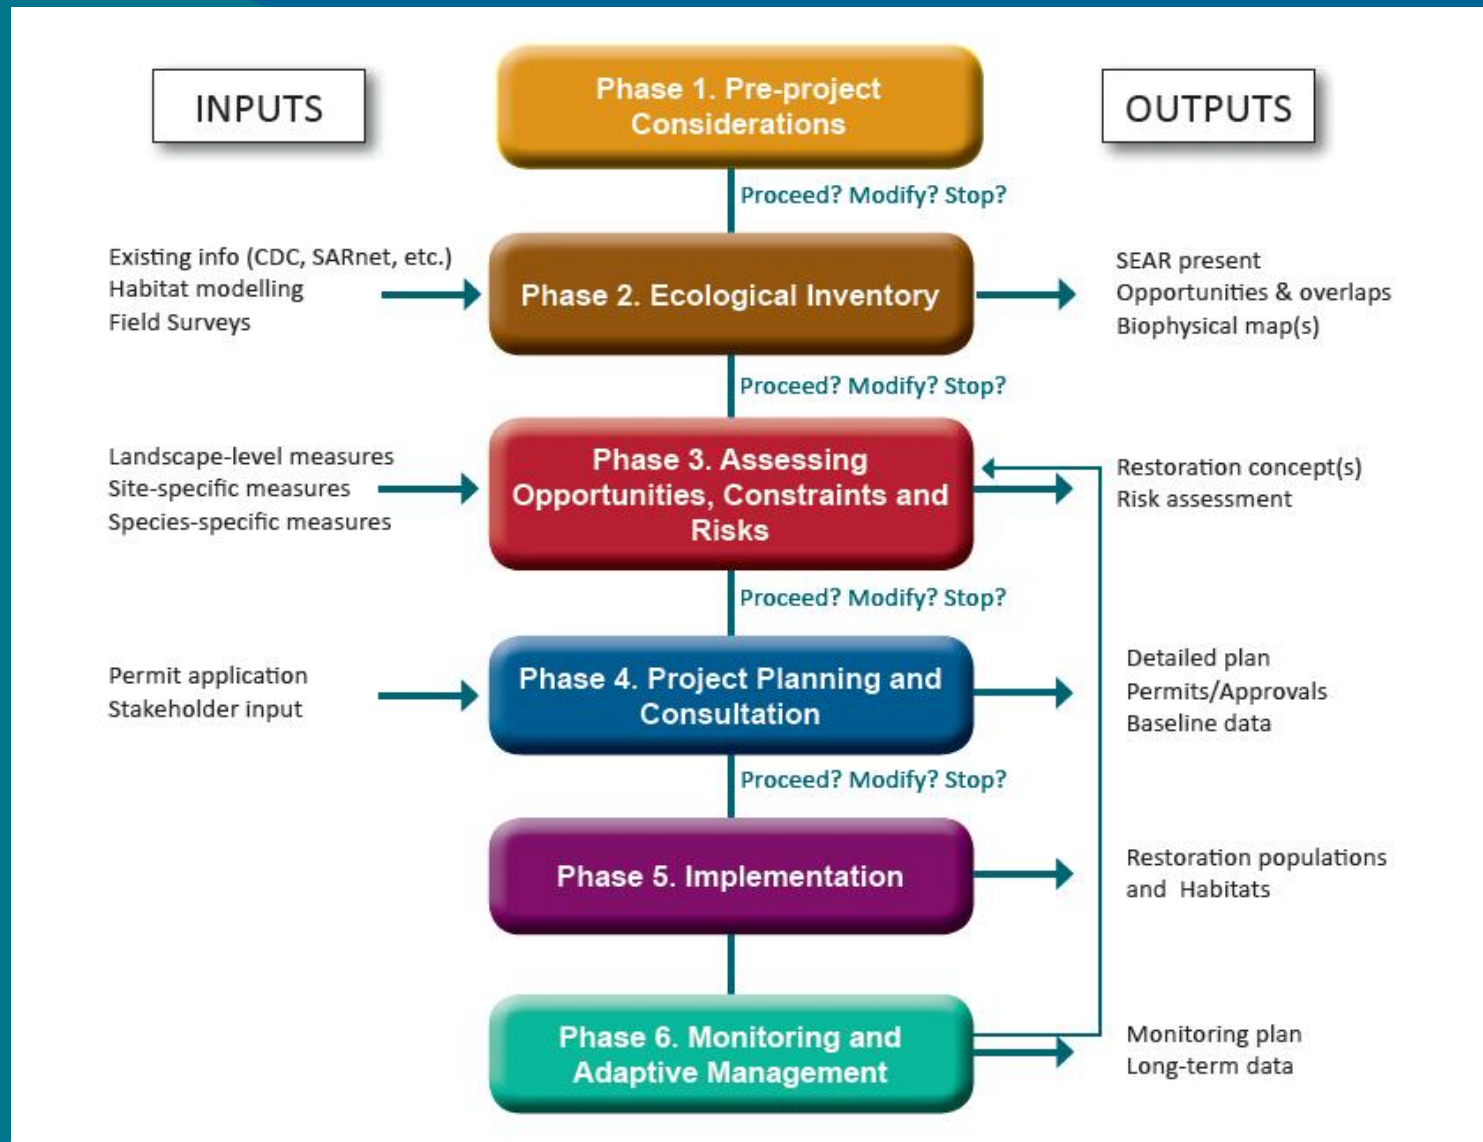 INPUTS
Phase 1. Pre-project
Considerations
OUTPUTS
Proceed? Modify? Stop?
Existing info (CDC, SARnet, etc.)
Habitat modelling
Field Surveys
Phase 2. Ecological Inventory
SEAR present
Opportunities & overlaps
Biophysical map(s)
Proceed? Modify? Stop?
Landscape-level measures
Site-specific measures
Species-specific measures
Phase 3. Assessing
Opportunities, Constraints and
Risks
Restoration concept(s)
Risk assessment
Proceed? Modify? Stop?
Permit application
Stakeholder input
Phase 4. Project Planning and
Consultation
Detailed plan
Permits/Approvals
Baseline data
Proceed? Modify? Stop?
Phase 5. Implementation
Restoration populations
and Habitats
Phase 6. Monitoring and
Adaptive Management
Monitoring plan
Long-term data